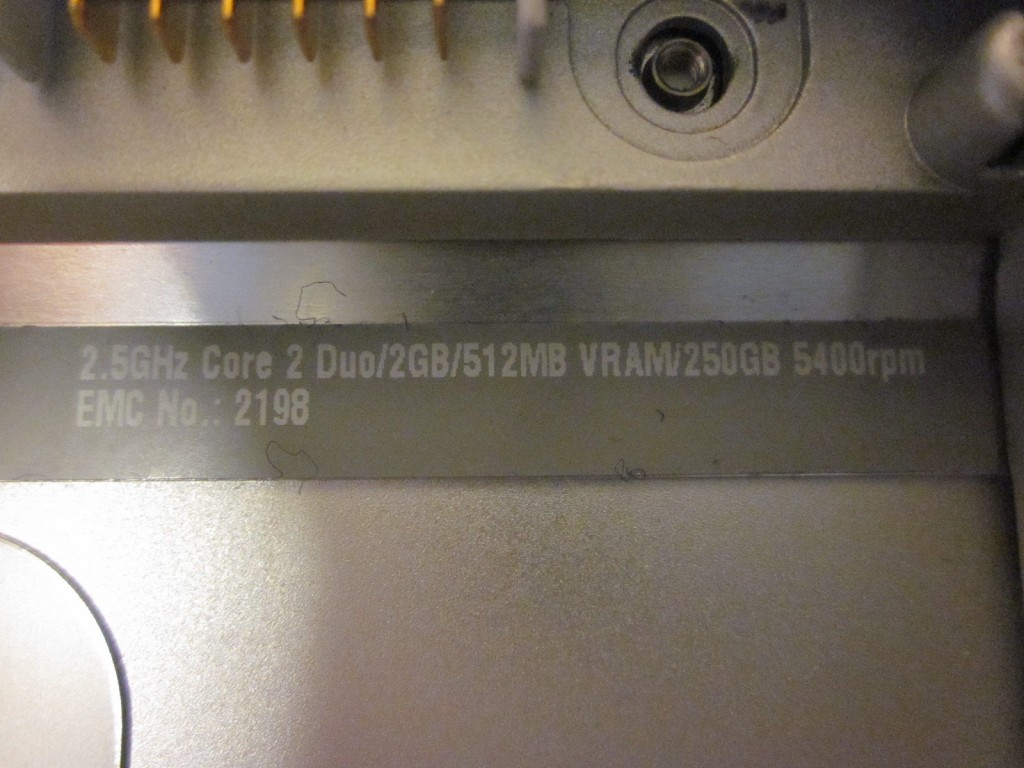 2.5GHz Core 2 Duo/2GB/512MB VRAM/250GB 5400rpm
EMC No.: 2198